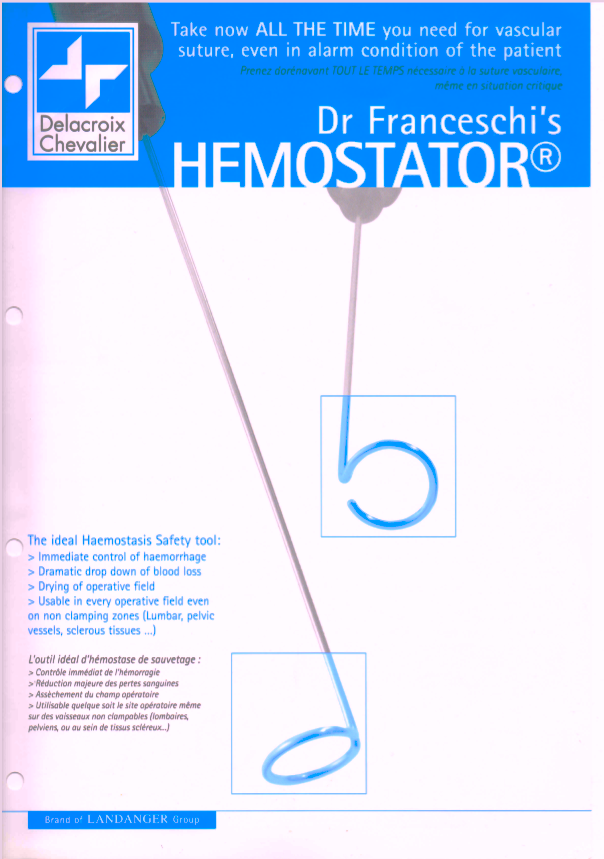 Take now ALL THE TIME you need for vascular
suture, even in alarm condition of the patient
Prenez dorénavant TOUT LE TEMPS nécessaire à la suture vasculaire,
même en situation critique
Delacroix
Chevalier
Dr Franceschi's
HEMOSTATOR®
The ideal Haemostasis Safety tool:
> Immediate control of haemorrhage
> Dramatic drop down of blood loss
> Drying of operative field
> Usable in every operative field even
on non clamping zones (Lumbar, pelvic
vessels, sclerous tissues ...)
L'outil idéal d'hémostase de sauvetage :
> Contrôle immédiat de l'hémorragie
> Réduction majeure des pertes sanguines
> Assèchement du champ opératoire
> Utilisable quelque soit le site opératoire même
sur des vaisseaux non clampables (lombaires,
pelviens, ou au sein de tissus scléreux...)
Brand of LANDANGER Group